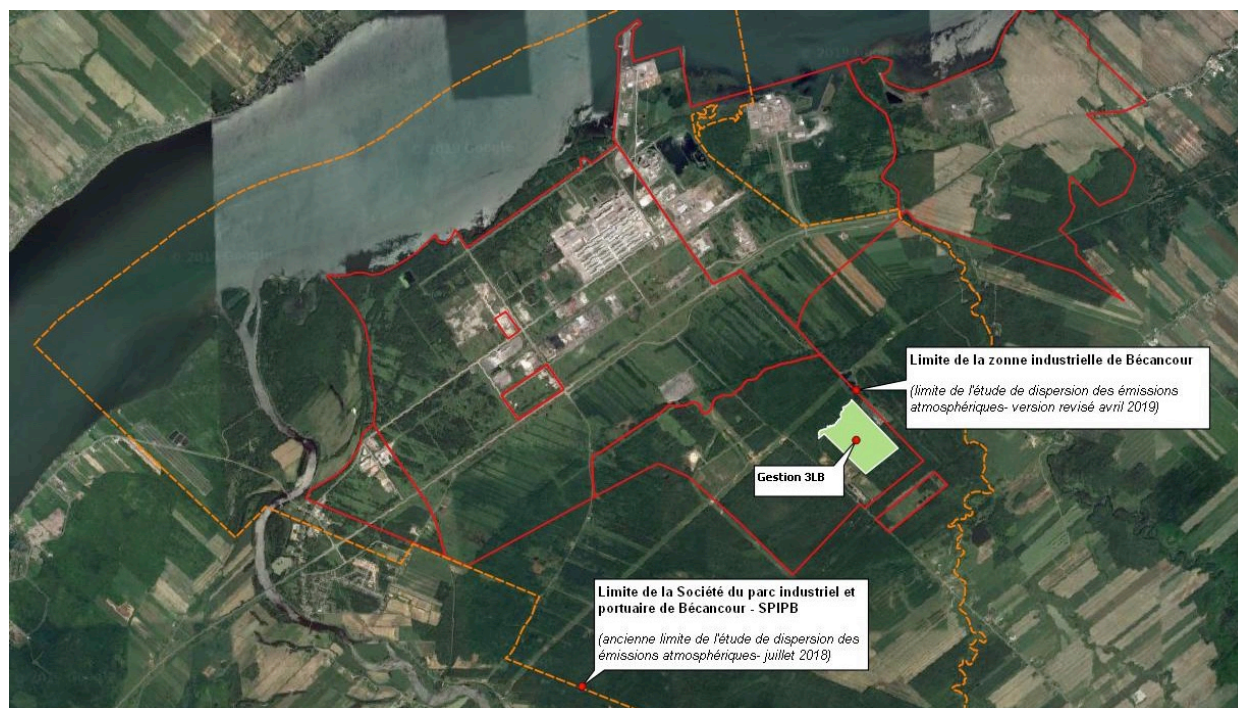 Limite de la zonne industrielle de Bécancour
(limite de l'étude de dispersion des émissions
atmosphériques- version revisé avril 2019)
Gestion 3LB
Limite de la Société du parc industriel et
portuaire de Bécancour - SPIPB
(ancienne limite de l'étude de dispersion des
émissions atmosphériques- juillet 2018)